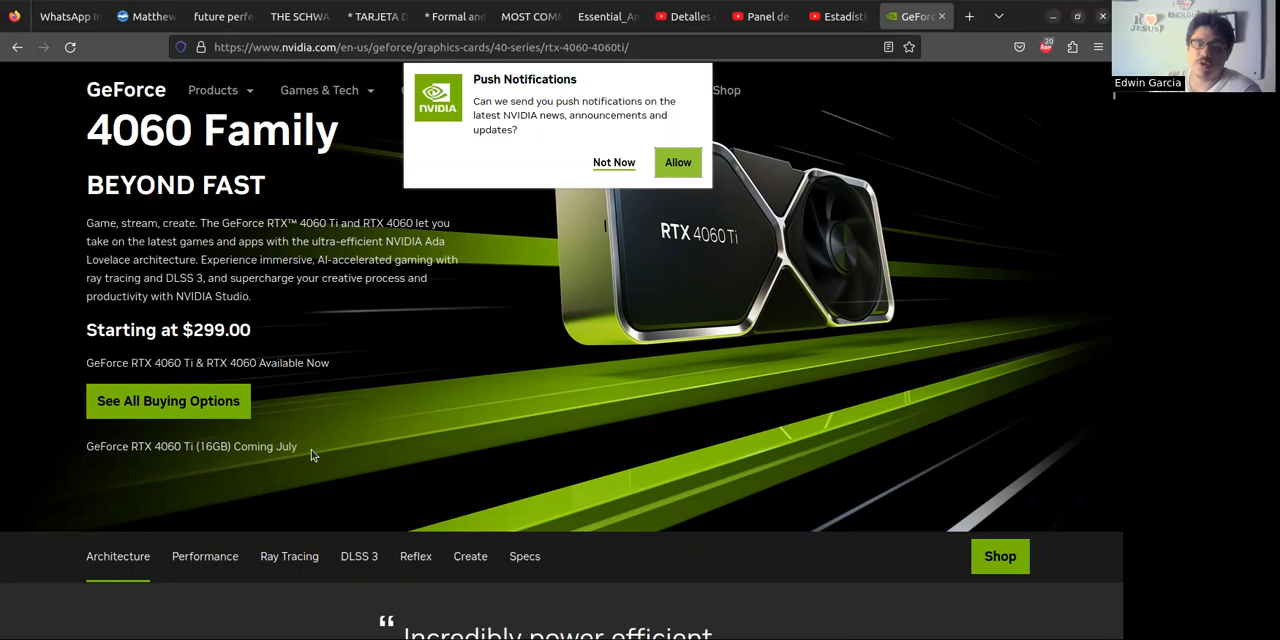 WhatsApp
Matthew
future perfe
THE SCHWA
* TARJETA D
* Formal and
MOST COM
Essential_An
Detalles
Panel de
Estadísti
GeForc
20
https://www.nvidia.com/en-us/geforce/graphics-cards/40-series/rtx-4060-4060ti/
JESUS!
ENGLISH
Edwin Garcia
GeForce
Products
Games & Tech
Shop
Push Notifications
Can we send you push notifications on the
latest NVIDIA news, announcements and
updates?
NVIDIA
Not Now
Allow
4060 Family
BEYOND FAST
Game, stream, create. The GeForce RTX™ 4060 Ti and RTX 4060 let you
take on the latest games and apps with the ultra-efficient NVIDIA Ada
Lovelace architecture. Experience immersive, AI-accelerated gaming with
ray tracing and DLSS 3, and supercharge your creative process and
productivity with NVIDIA Studio.
RTX 4060 Ti
Starting at $299.00
GeForce RTX 4060 Ti & RTX 4060 Available Now
See All Buying Options
GeForce RTX 4060 Ti (16GB) Coming July
Architecture
Performance
Ray Tracing
DLSS 3
Reflex
Create
Specs
Shop
“ Incredibly power efficient